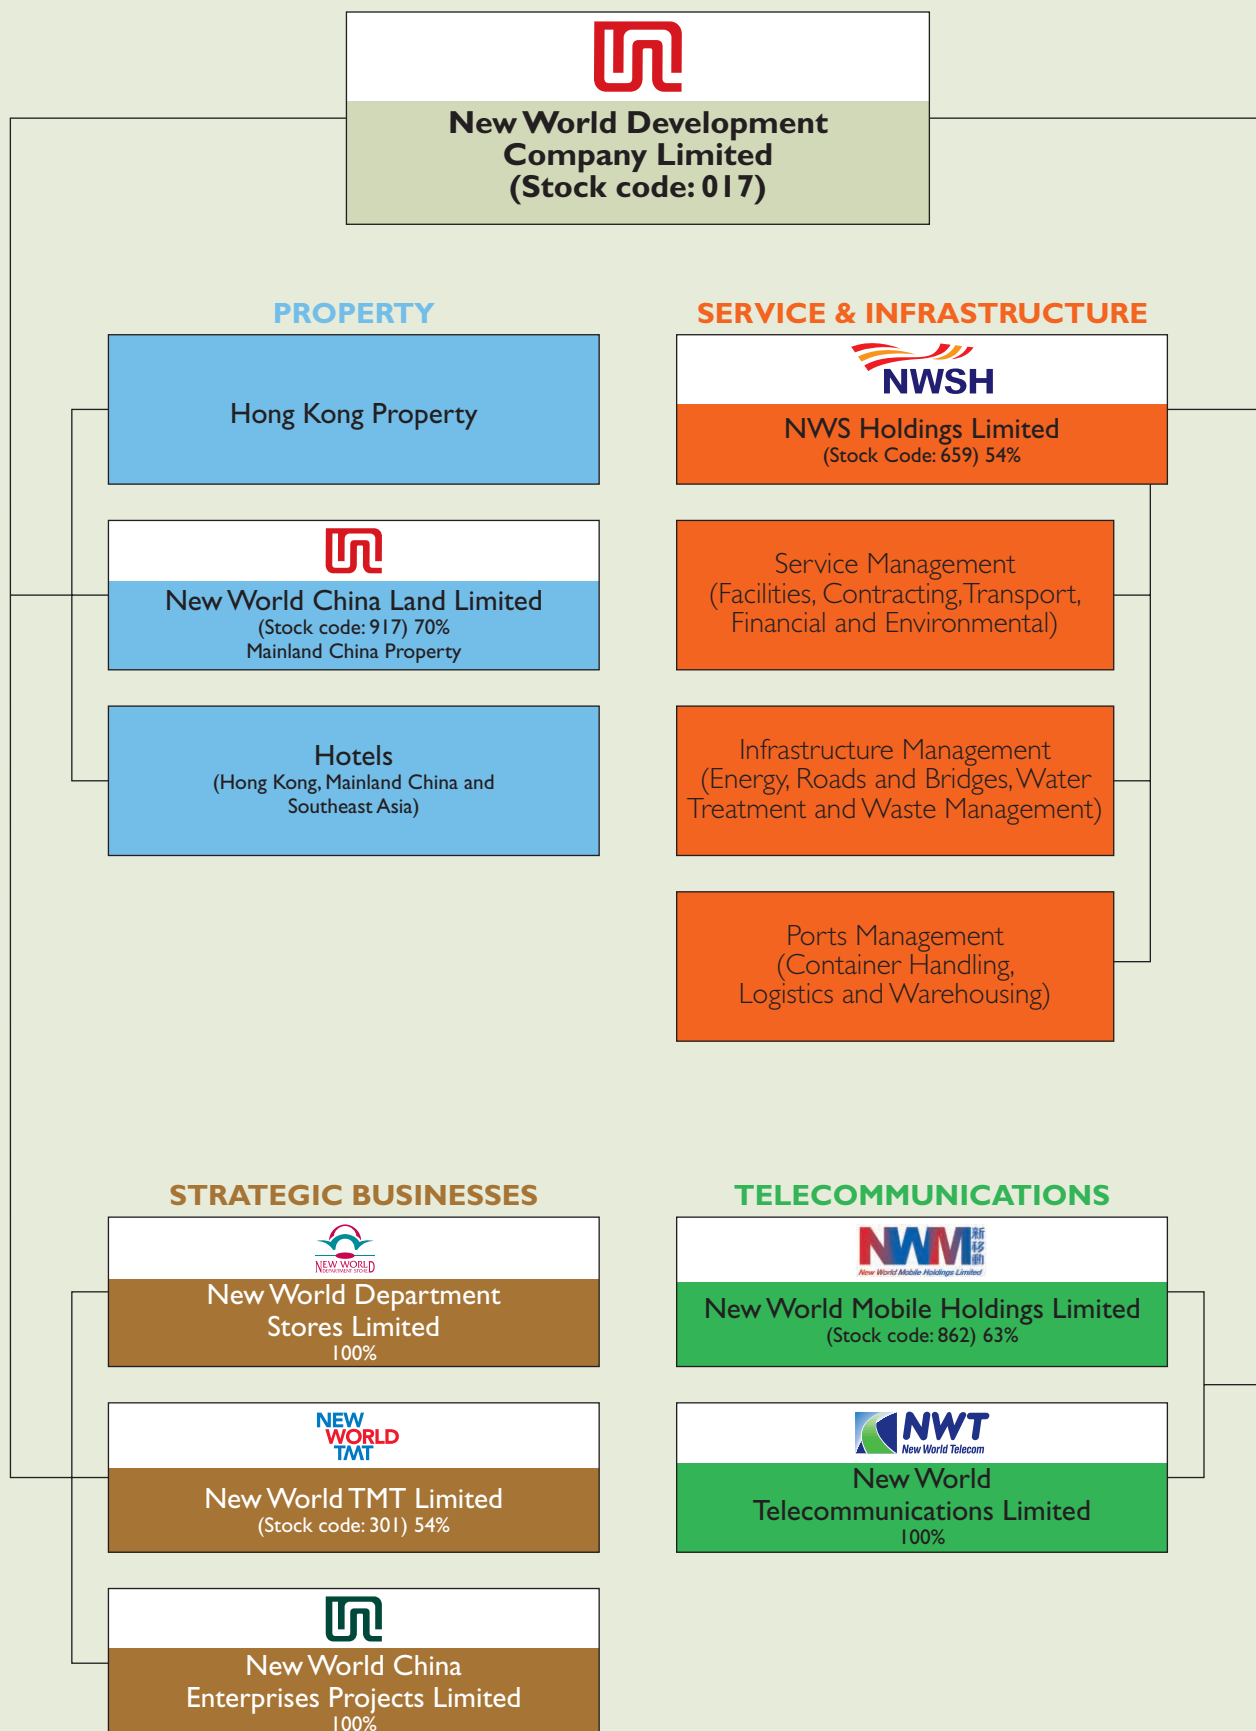 New World Development
Company Limited
(Stock code: 017)
PROPERTY
Hong Kong Property
New World China Land Limited
(Stock code: 917) 70%
Mainland China Property
Hotels
(Hong Kong, Mainland China and
Southeast Asia)
SERVICE & INFRASTRUCTURE
NWSH
NWS Holdings Limited
(Stock Code: 659) 54%
Service Management
(Facilities, Contracting, Transport,
Financial and Environmental)
Infrastructure Management
(Energy, Roads and Bridges, Water
Treatment and Waste Management)
Ports Management
(Container Handling,
Logistics and Warehousing)
STRATEGIC BUSINESSES
NEW WORLD
DEPARTMENT STORE
New World Department
Stores Limited
100%
NEW
WORLD
TMT
New World TMT Limited
(Stock code: 301) 54%
New World China
Enterprises Projects Limited
100%
TELECOMMUNICATIONS
NWM 新移動
New World Mobile Holdings Limited
New World Mobile Holdings Limited
(Stock code: 862) 63%
NWT
New World Telecom
New World
Telecommunications Limited
100%